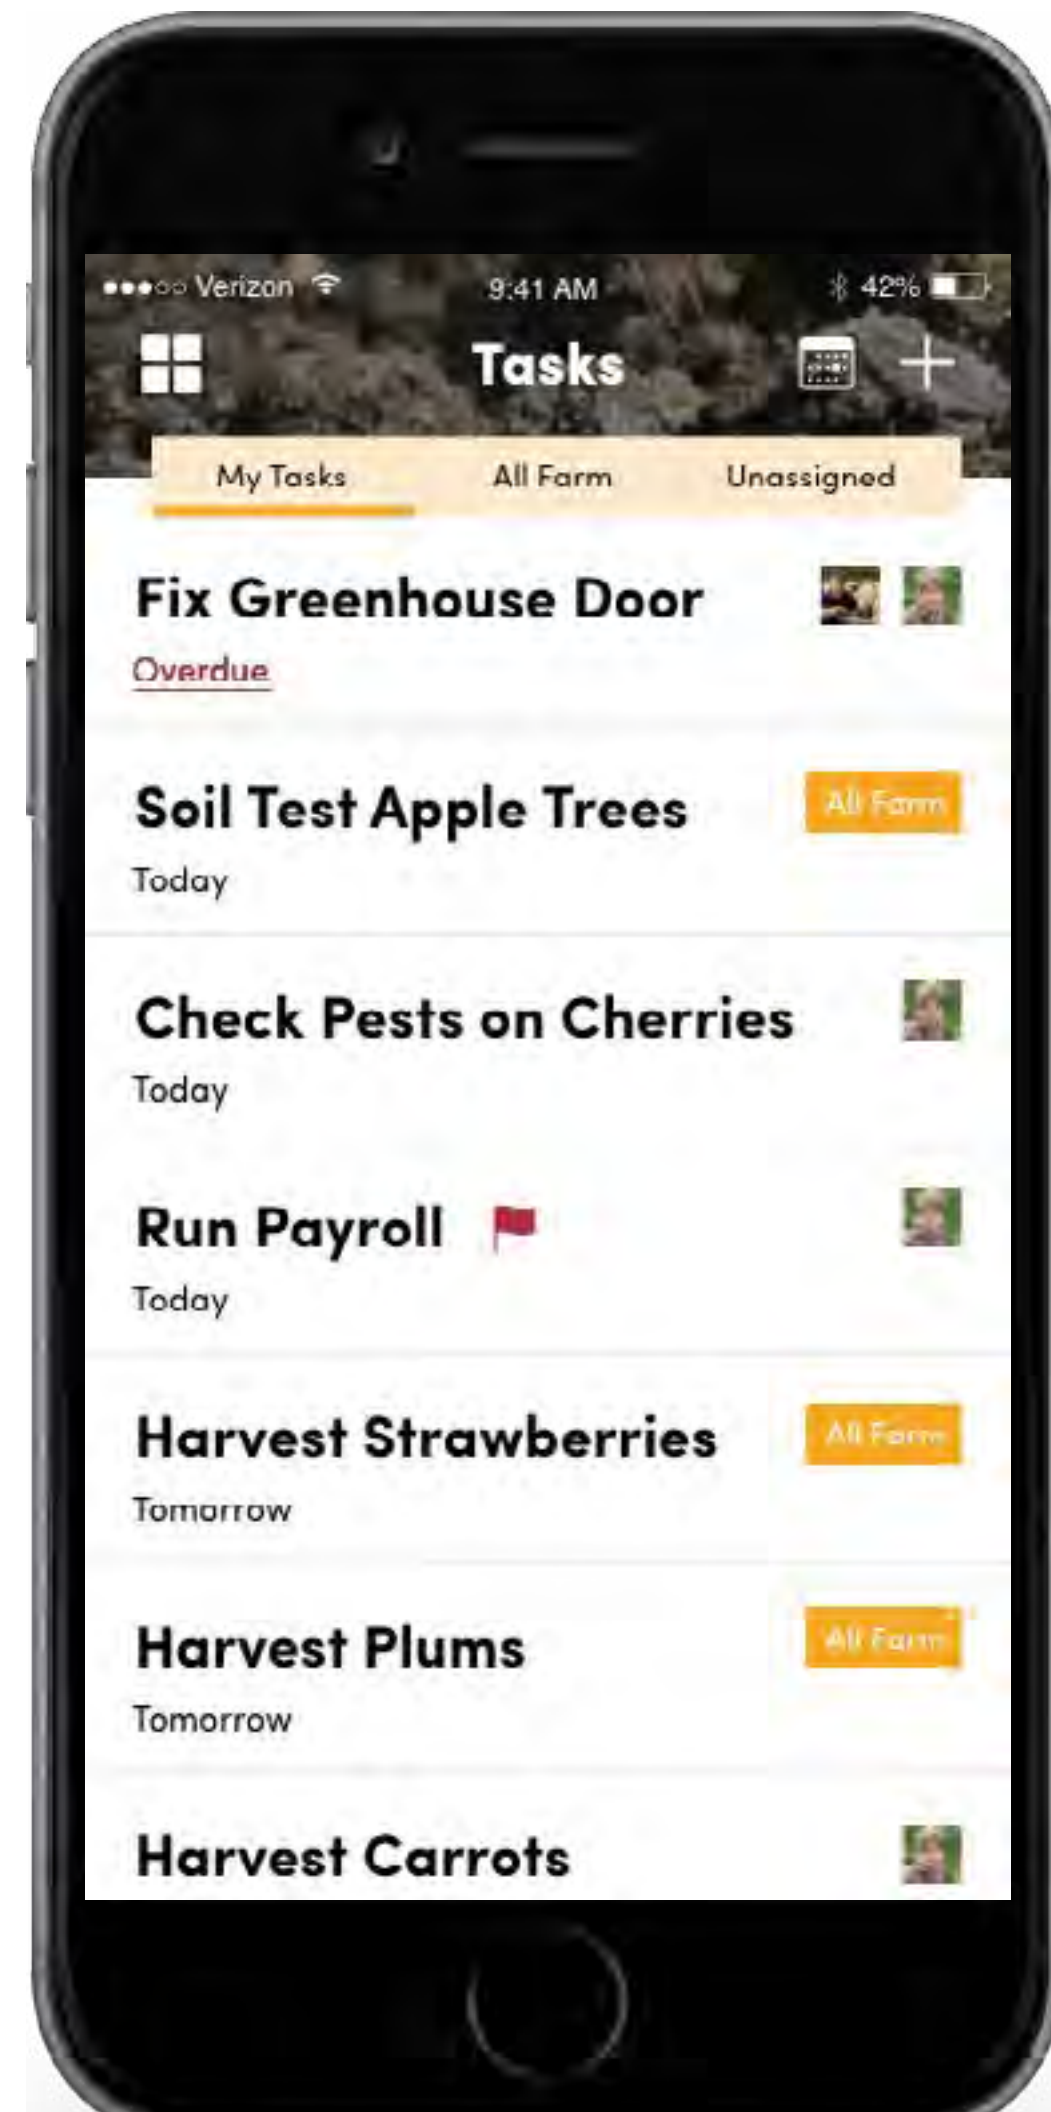 Verizon 9:41 AM 42%
Tasks
My Tasks All Farm Unassigned
Fix Greenhouse Door
Overdue
Soil Test Apple Trees All Farm
Today
Check Pests on Cherries
Today
Run Payroll
Today
Harvest Strawberries All Farm
Tomorrow
Harvest Plums All Farm
Tomorrow
Harvest Carrots